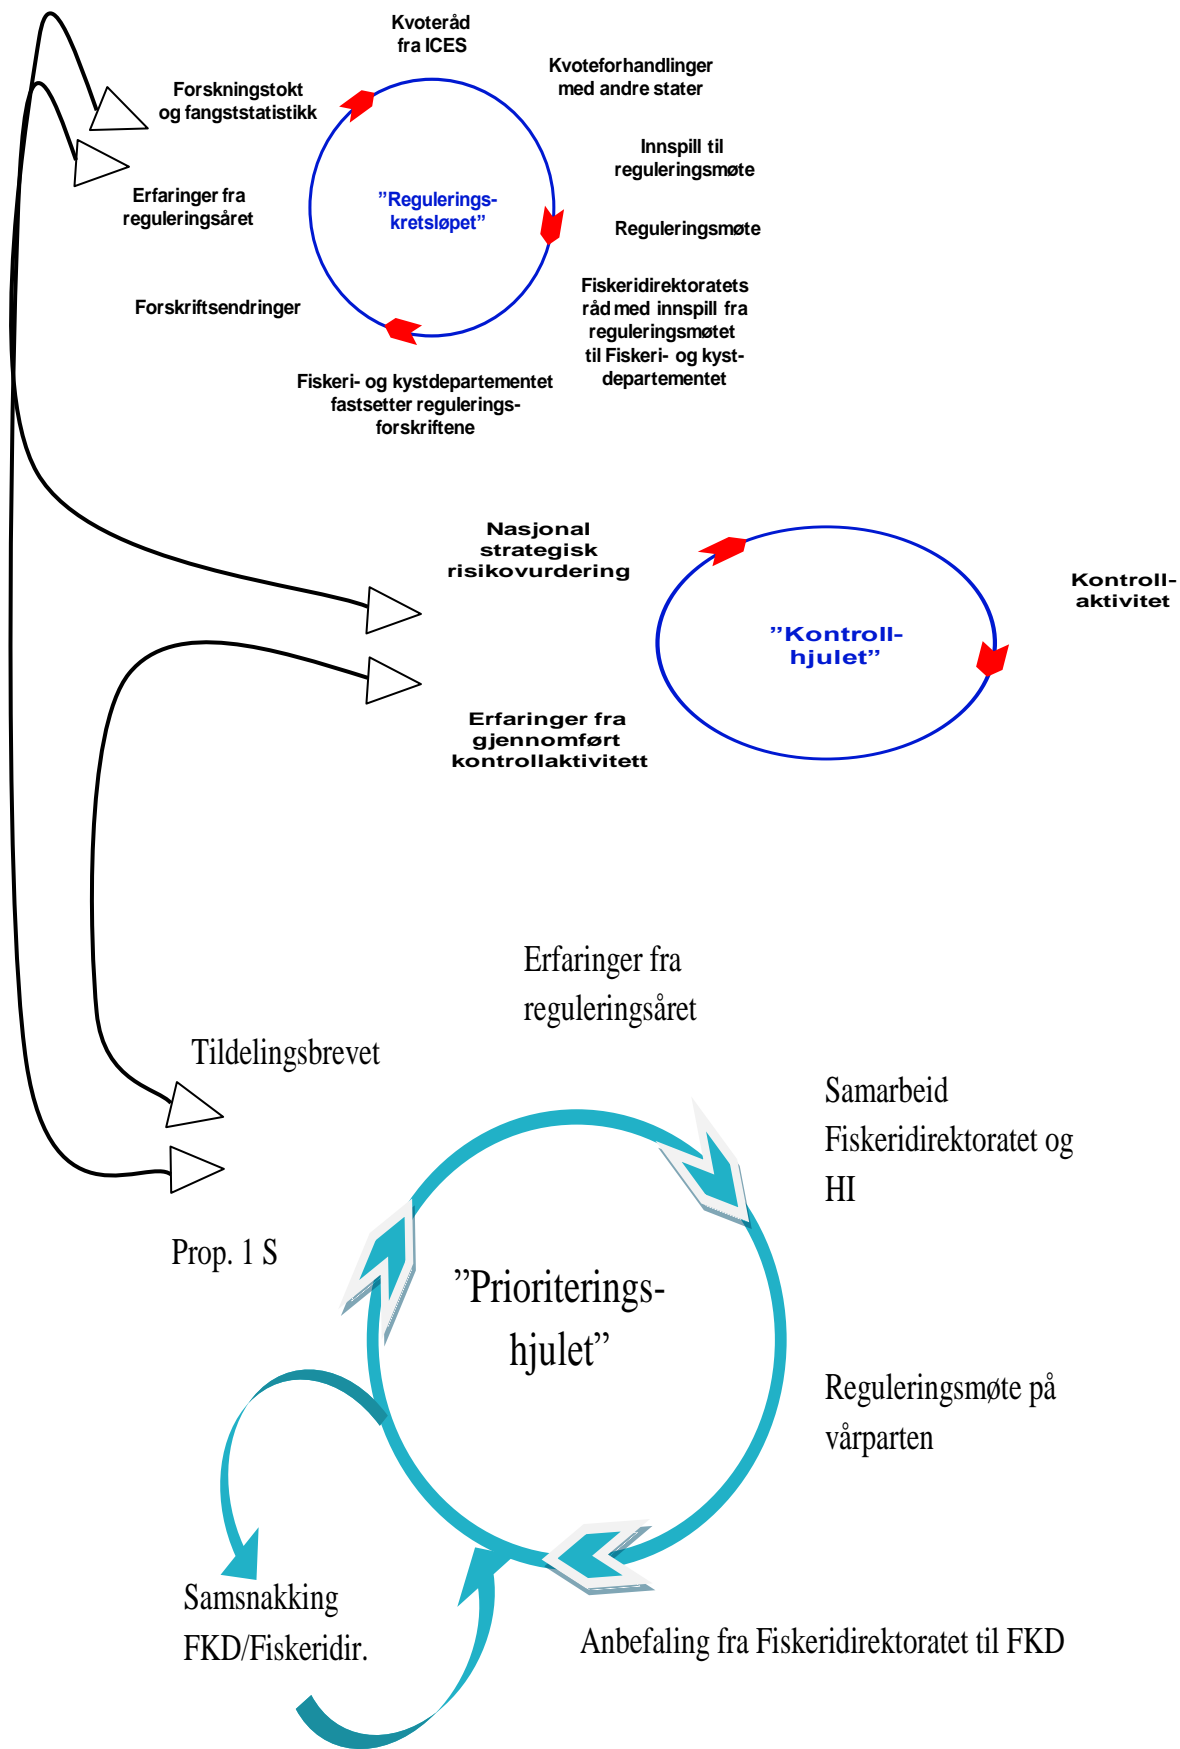 Kvoteråd
fra ICES
Kvoteforhandlinger
med andre stater
Forskningstokt
og fangststatistikk
Innspill til
reguleringsmøte
Erfaringer fra
reguleringsåret
”Regulerings-
kretsløpet”
Reguleringsmøte
Forskriftsendringer
Fiskeridirektoratets
råd med innspill fra
reguleringsmøtet
til Fiskeri- og kyst-
departementet
Fiskeri- og kystdepartementet
fastsetter regulerings-
forskriftene
Nasjonal
strategisk
risikovurdering
Kontroll-
aktivitet
”Kontroll-
hjulet”
Erfaringer fra
gjennomført
kontrollaktivitett
Erfaringer fra
reguleringsåret
Tildelingsbrevet
Samarbeid
Fiskeridirektoratet og
HI
Prop. 1 S
”Prioriterings-
hjulet”
Reguleringsmøte på
vårparten
Samsnakking
FKD/Fiskeridir.
Anbefaling fra Fiskeridirektoratet til FKD